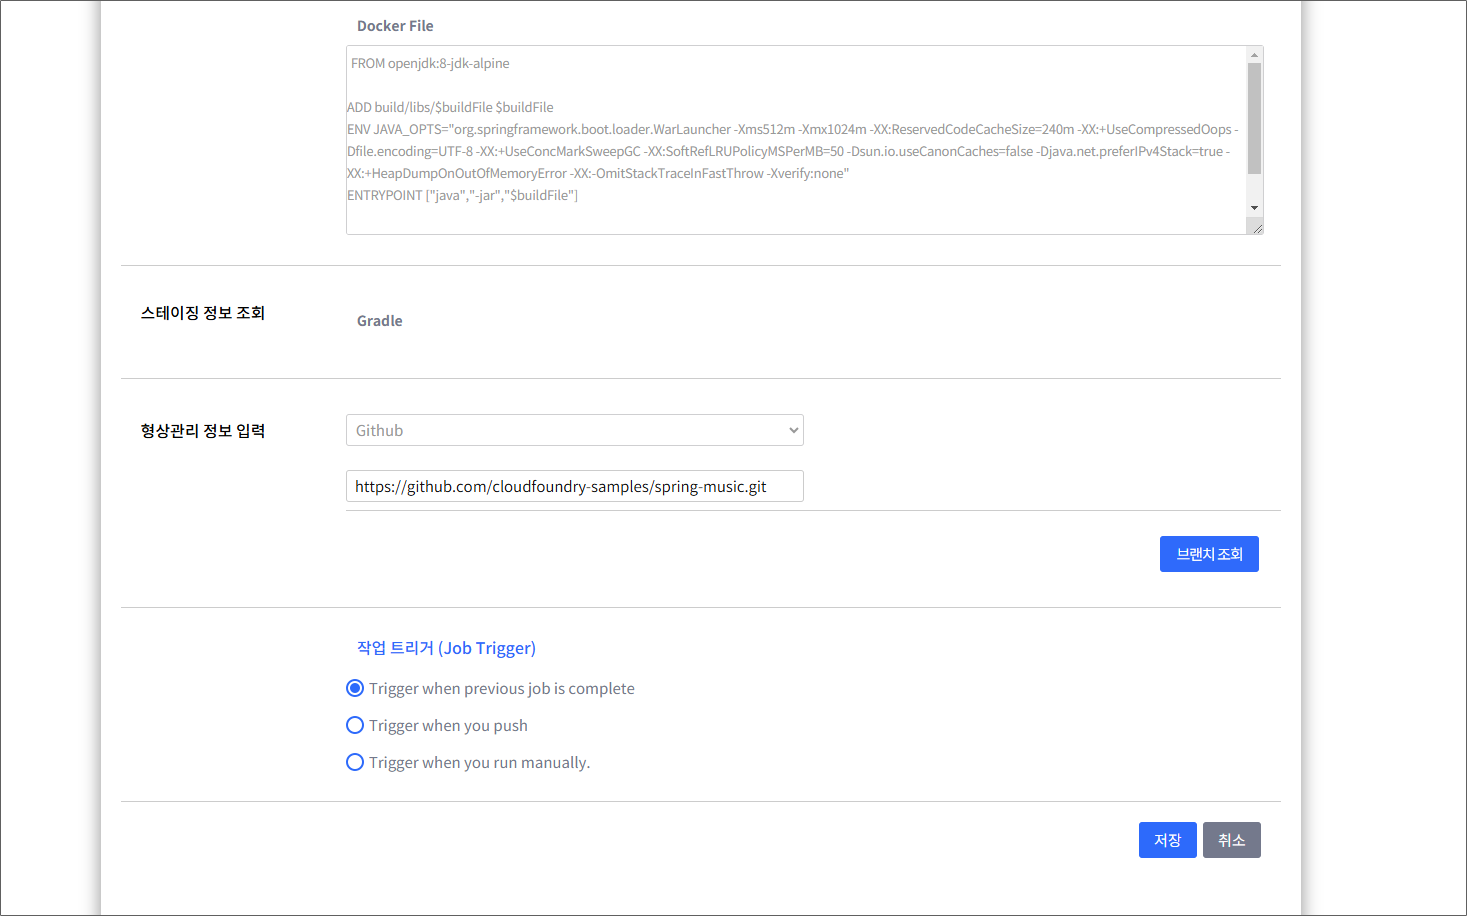 Docker File
FROM openjdk:8-jdk-alpine
ADD build/libs/$buildFile $buildFile
ENV JAVA_OPTS="org.springframework.boot.loader.WarLauncher -Xms512m -Xmx1024m -XX:ReservedCodeCacheSize=240m -XX:+UseCompressedOops -
Dfile.encoding=UTF-8 -XX:+UseConcMarkSweepGC -XX:SoftRefLRUPolicyMSPerMB=50 -Dsun.io.useCanonCaches=false -Djava.net.preferIPv4Stack=true -
XX:+HeapDumpOnOutOfMemoryError -XX:-OmitStackTraceInFastThrow -Xverify:none"
ENTRYPOINT ["java","-jar","$buildFile"]
스테이징 정보 조회
Gradle
형상관리 정보 입력
Github
https://github.com/cloudfoundry-samples/spring-music.git
브랜치 조회
작업 트리거 (Job Trigger)
Trigger when previous job is complete
Trigger when you push
Trigger when you run manually.
저장 취소